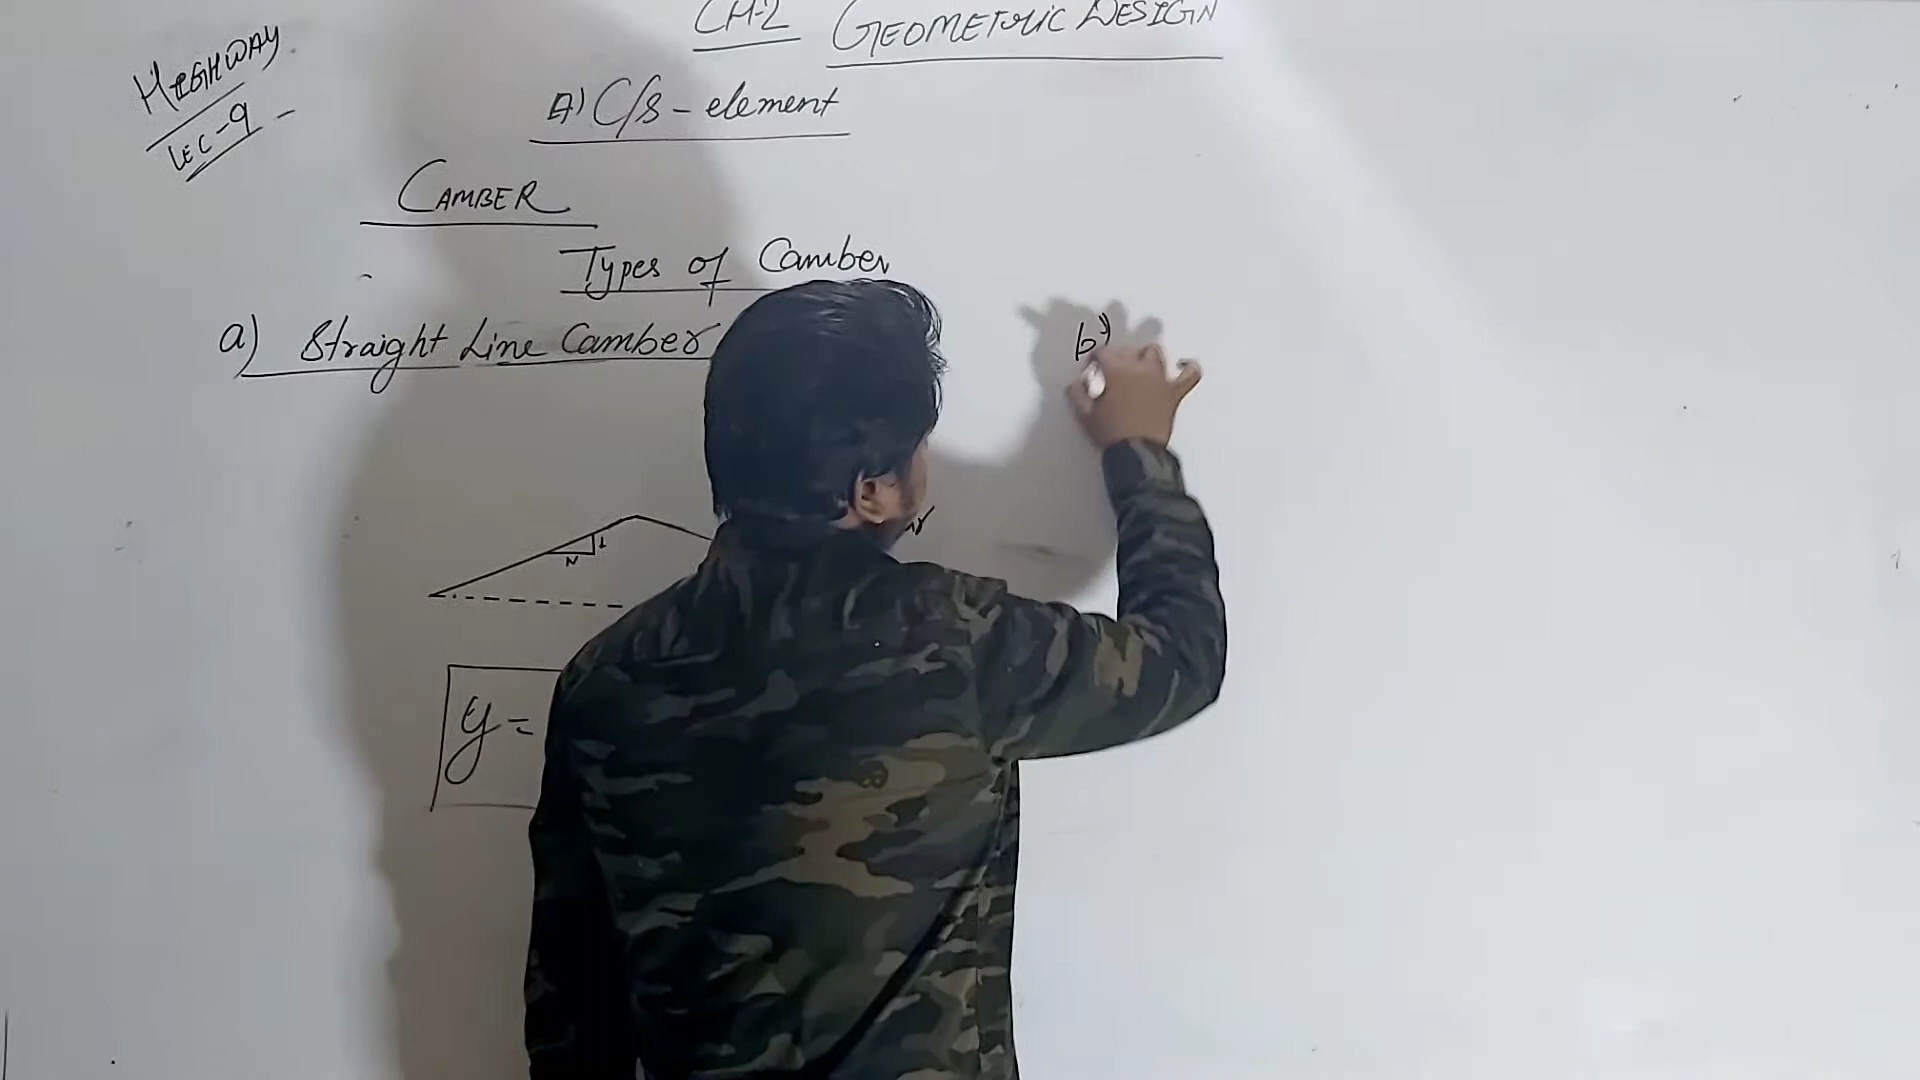 HIGHWAY
LEC-9
CH-2 GEOMETRIC DESIGN
A) C/S - element
CAMBER
Types of Camber
a) Straight Line Camber
b)
1
N
y =